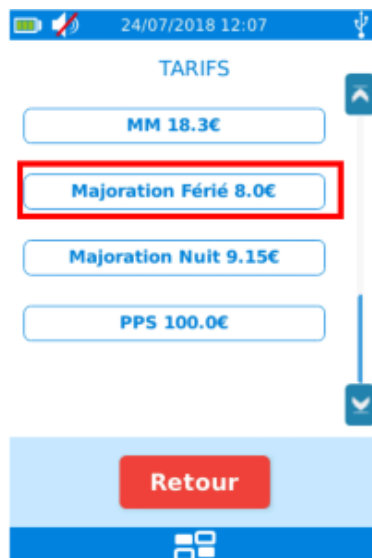 24/07/2018 12:07
TARIFS
MM 18.3€
Majoration Férié 8.0€
Majoration Nuit 9.15€
PPS 100.0€
Retour